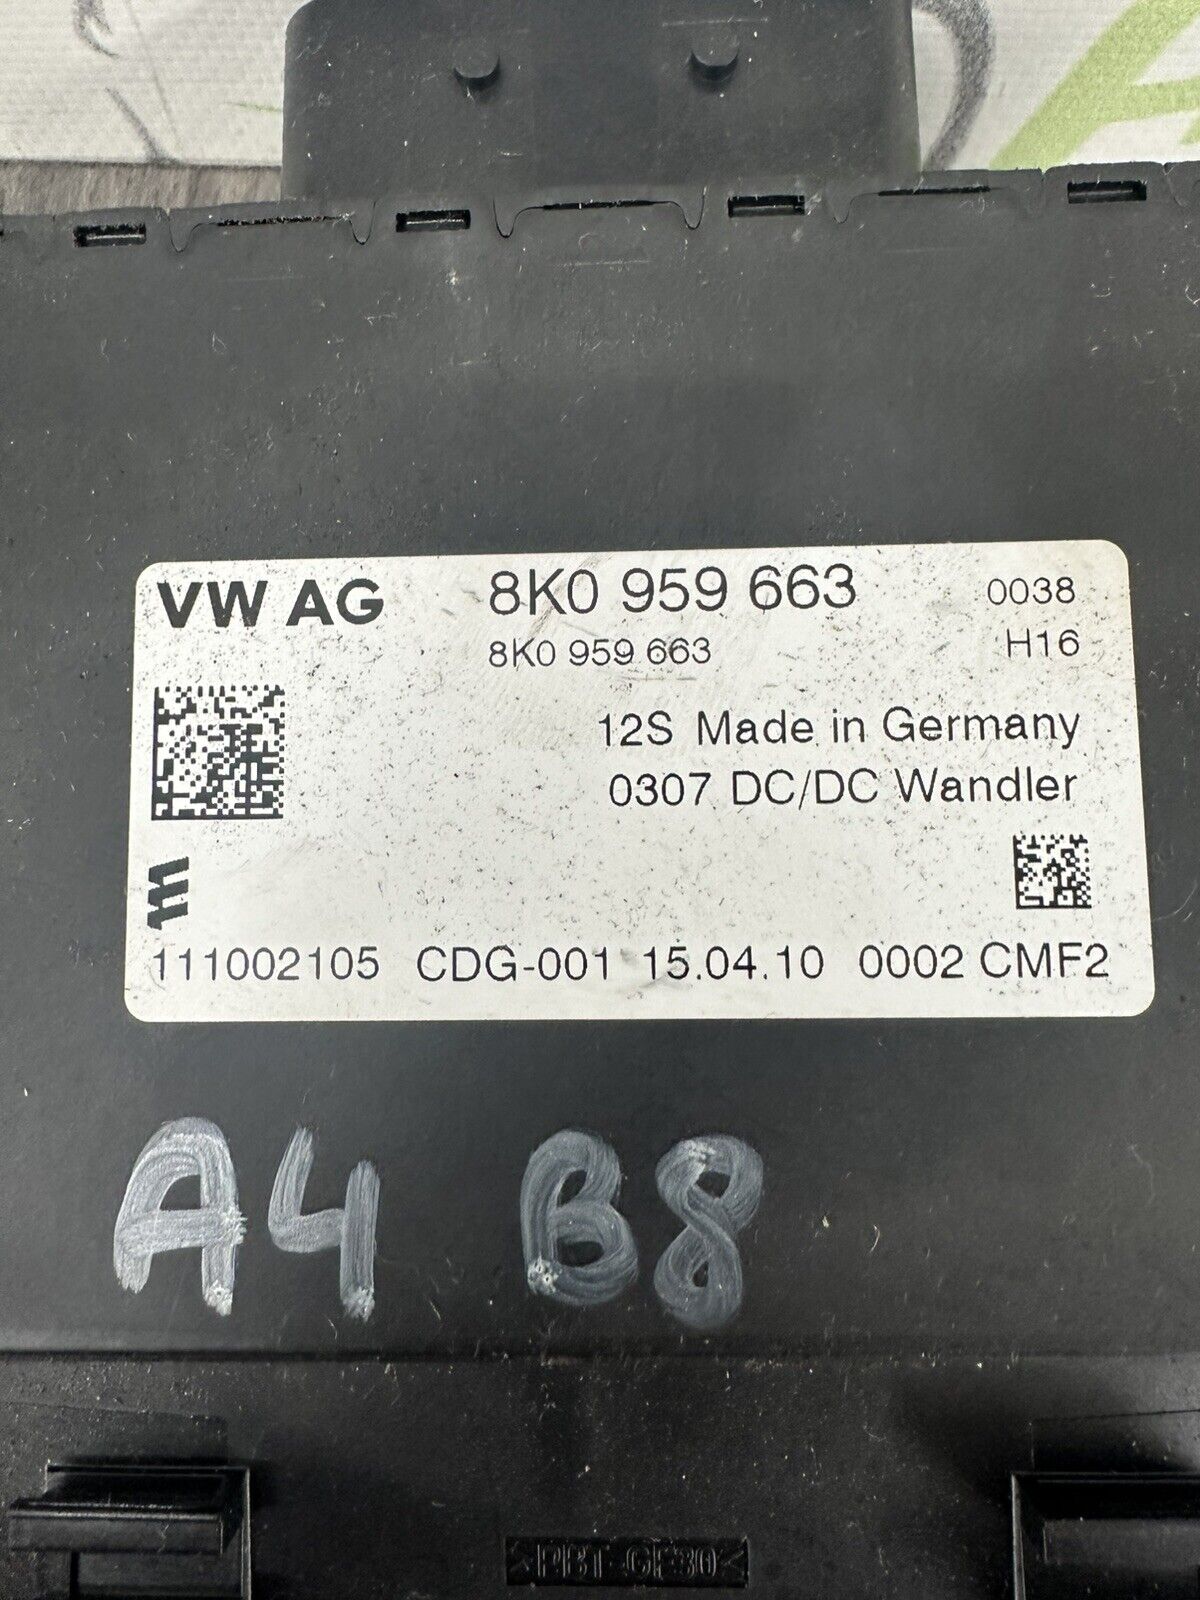 VW AG 8K0 959 663 0038
8K0 959 663 H16
12S Made in Germany
0307 DC/DC Wandler
111002105 CDG-001 15.04.10 0002 CMF2
A4 B8
>PBT-GF30<